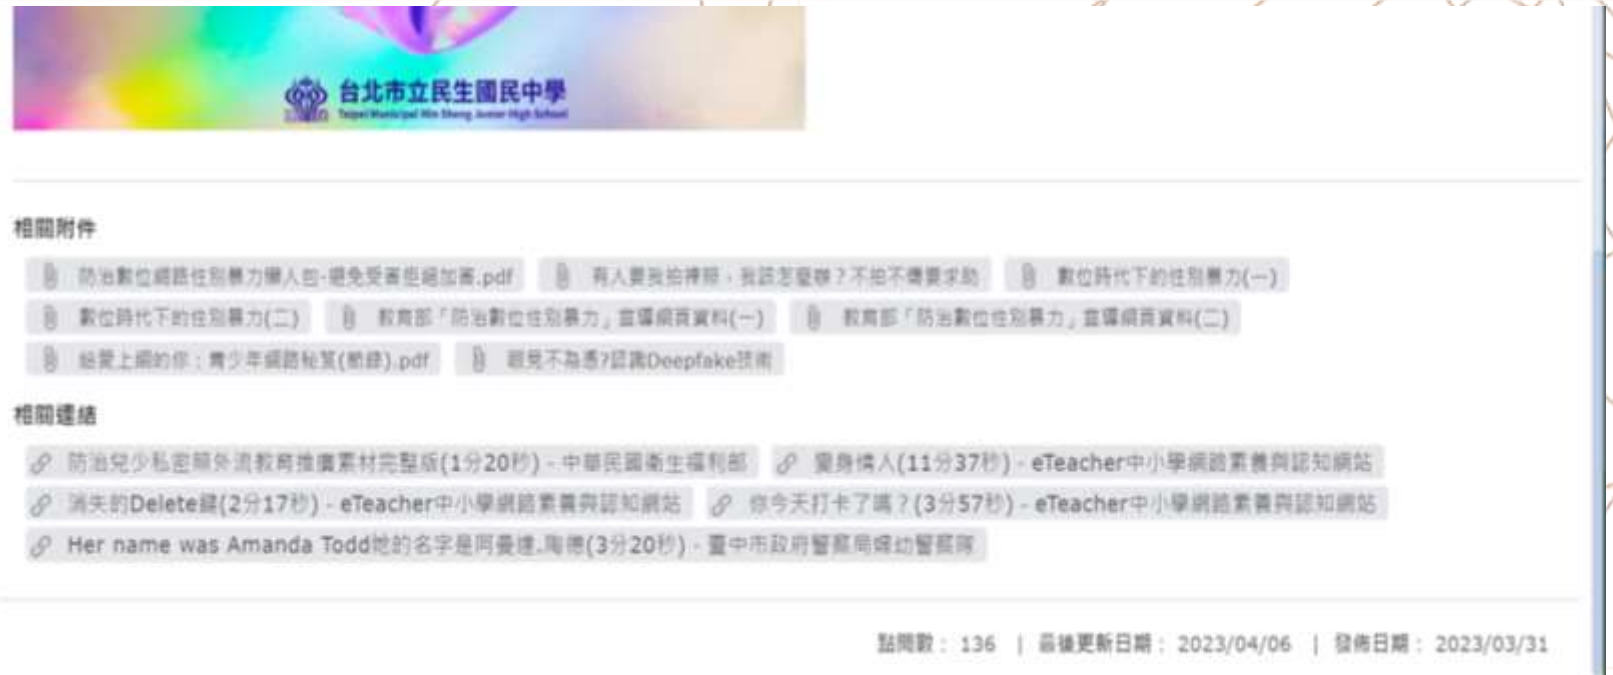 台北市立民生國民中學
Taipei Municipal Min Sheng Junior High School
相關附件
防治數位網路性別暴力懶人包-避免受害拒絕加害.pdf 有人要我拍裸照，我該怎麼辦？不拍不傳要求助 數位時代下的性別暴力(一)
數位時代下的性別暴力(二) 教育部「防治數位性別暴力」宣導網頁資料(一) 教育部「防治數位性別暴力」宣導網頁資料(二)
給愛上網的你：青少年網路秘笈(節錄).pdf 眼見不為憑?認識Deepfake技術
相關連結
防治兒少私密照外流教育推廣素材完整版(1分20秒) - 中華民國衛生福利部 變身情人(11分37秒) - eTeacher中小學網路素養與認知網站
消失的Delete鍵(2分17秒) - eTeacher中小學網路素養與認知網站 你今天打卡了嗎？(3分57秒) - eTeacher中小學網路素養與認知網站
Her name was Amanda Todd她的名字是阿曼達.陶德(3分20秒) - 臺中市政府警察局婦幼警察隊
點閱數： 136 | 最後更新日期： 2023/04/06 | 發佈日期： 2023/03/31